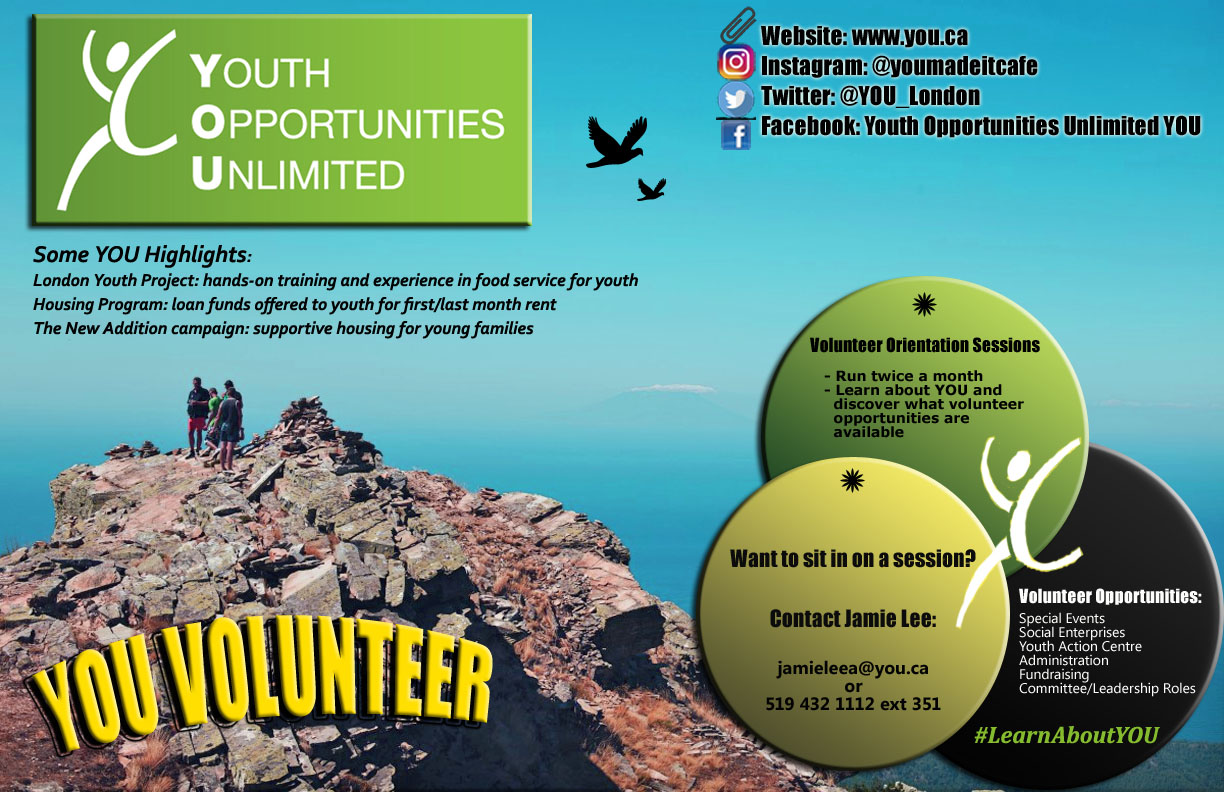 YOUTH
OPPORTUNITIES
UNLIMITED
Website: www.you.ca
Instagram: @youmadeitcafe
Twitter: @YOU_London
Facebook: Youth Opportunities Unlimited YOU
Some YOU Highlights:
London Youth Project: hands-on training and experience in food service for youth
Housing Program: loan funds offered to youth for first/last month rent
The New Addition campaign: supportive housing for young families
Volunteer Orientation Sessions
- Run twice a month
- Learn about YOU and
discover what volunteer
opportunities are
available
Want to sit in on a session?
Contact Jamie Lee:
jamieleea@you.ca
or
519 432 1112 ext 351
Volunteer Opportunities:
Special Events
Social Enterprises
Youth Action Centre
Administration
Fundraising
Committee/Leadership Roles
#LearnAboutYOU
YOU VOLUNTEER